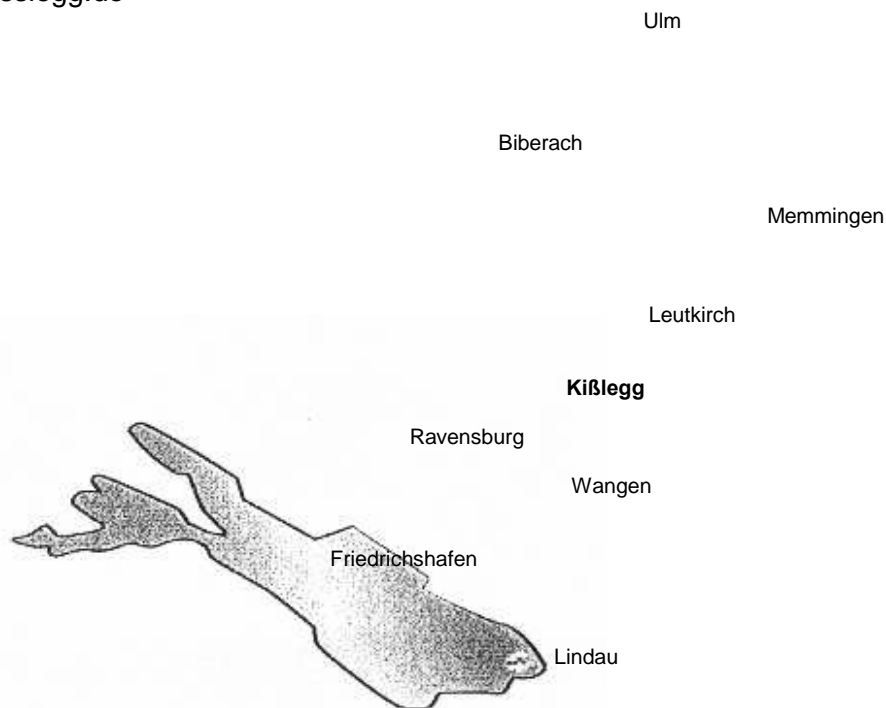 Ulm
Biberach
Memmingen
Leutkirch
Kißlegg
Ravensburg
Wangen
Friedrichshafen
Lindau